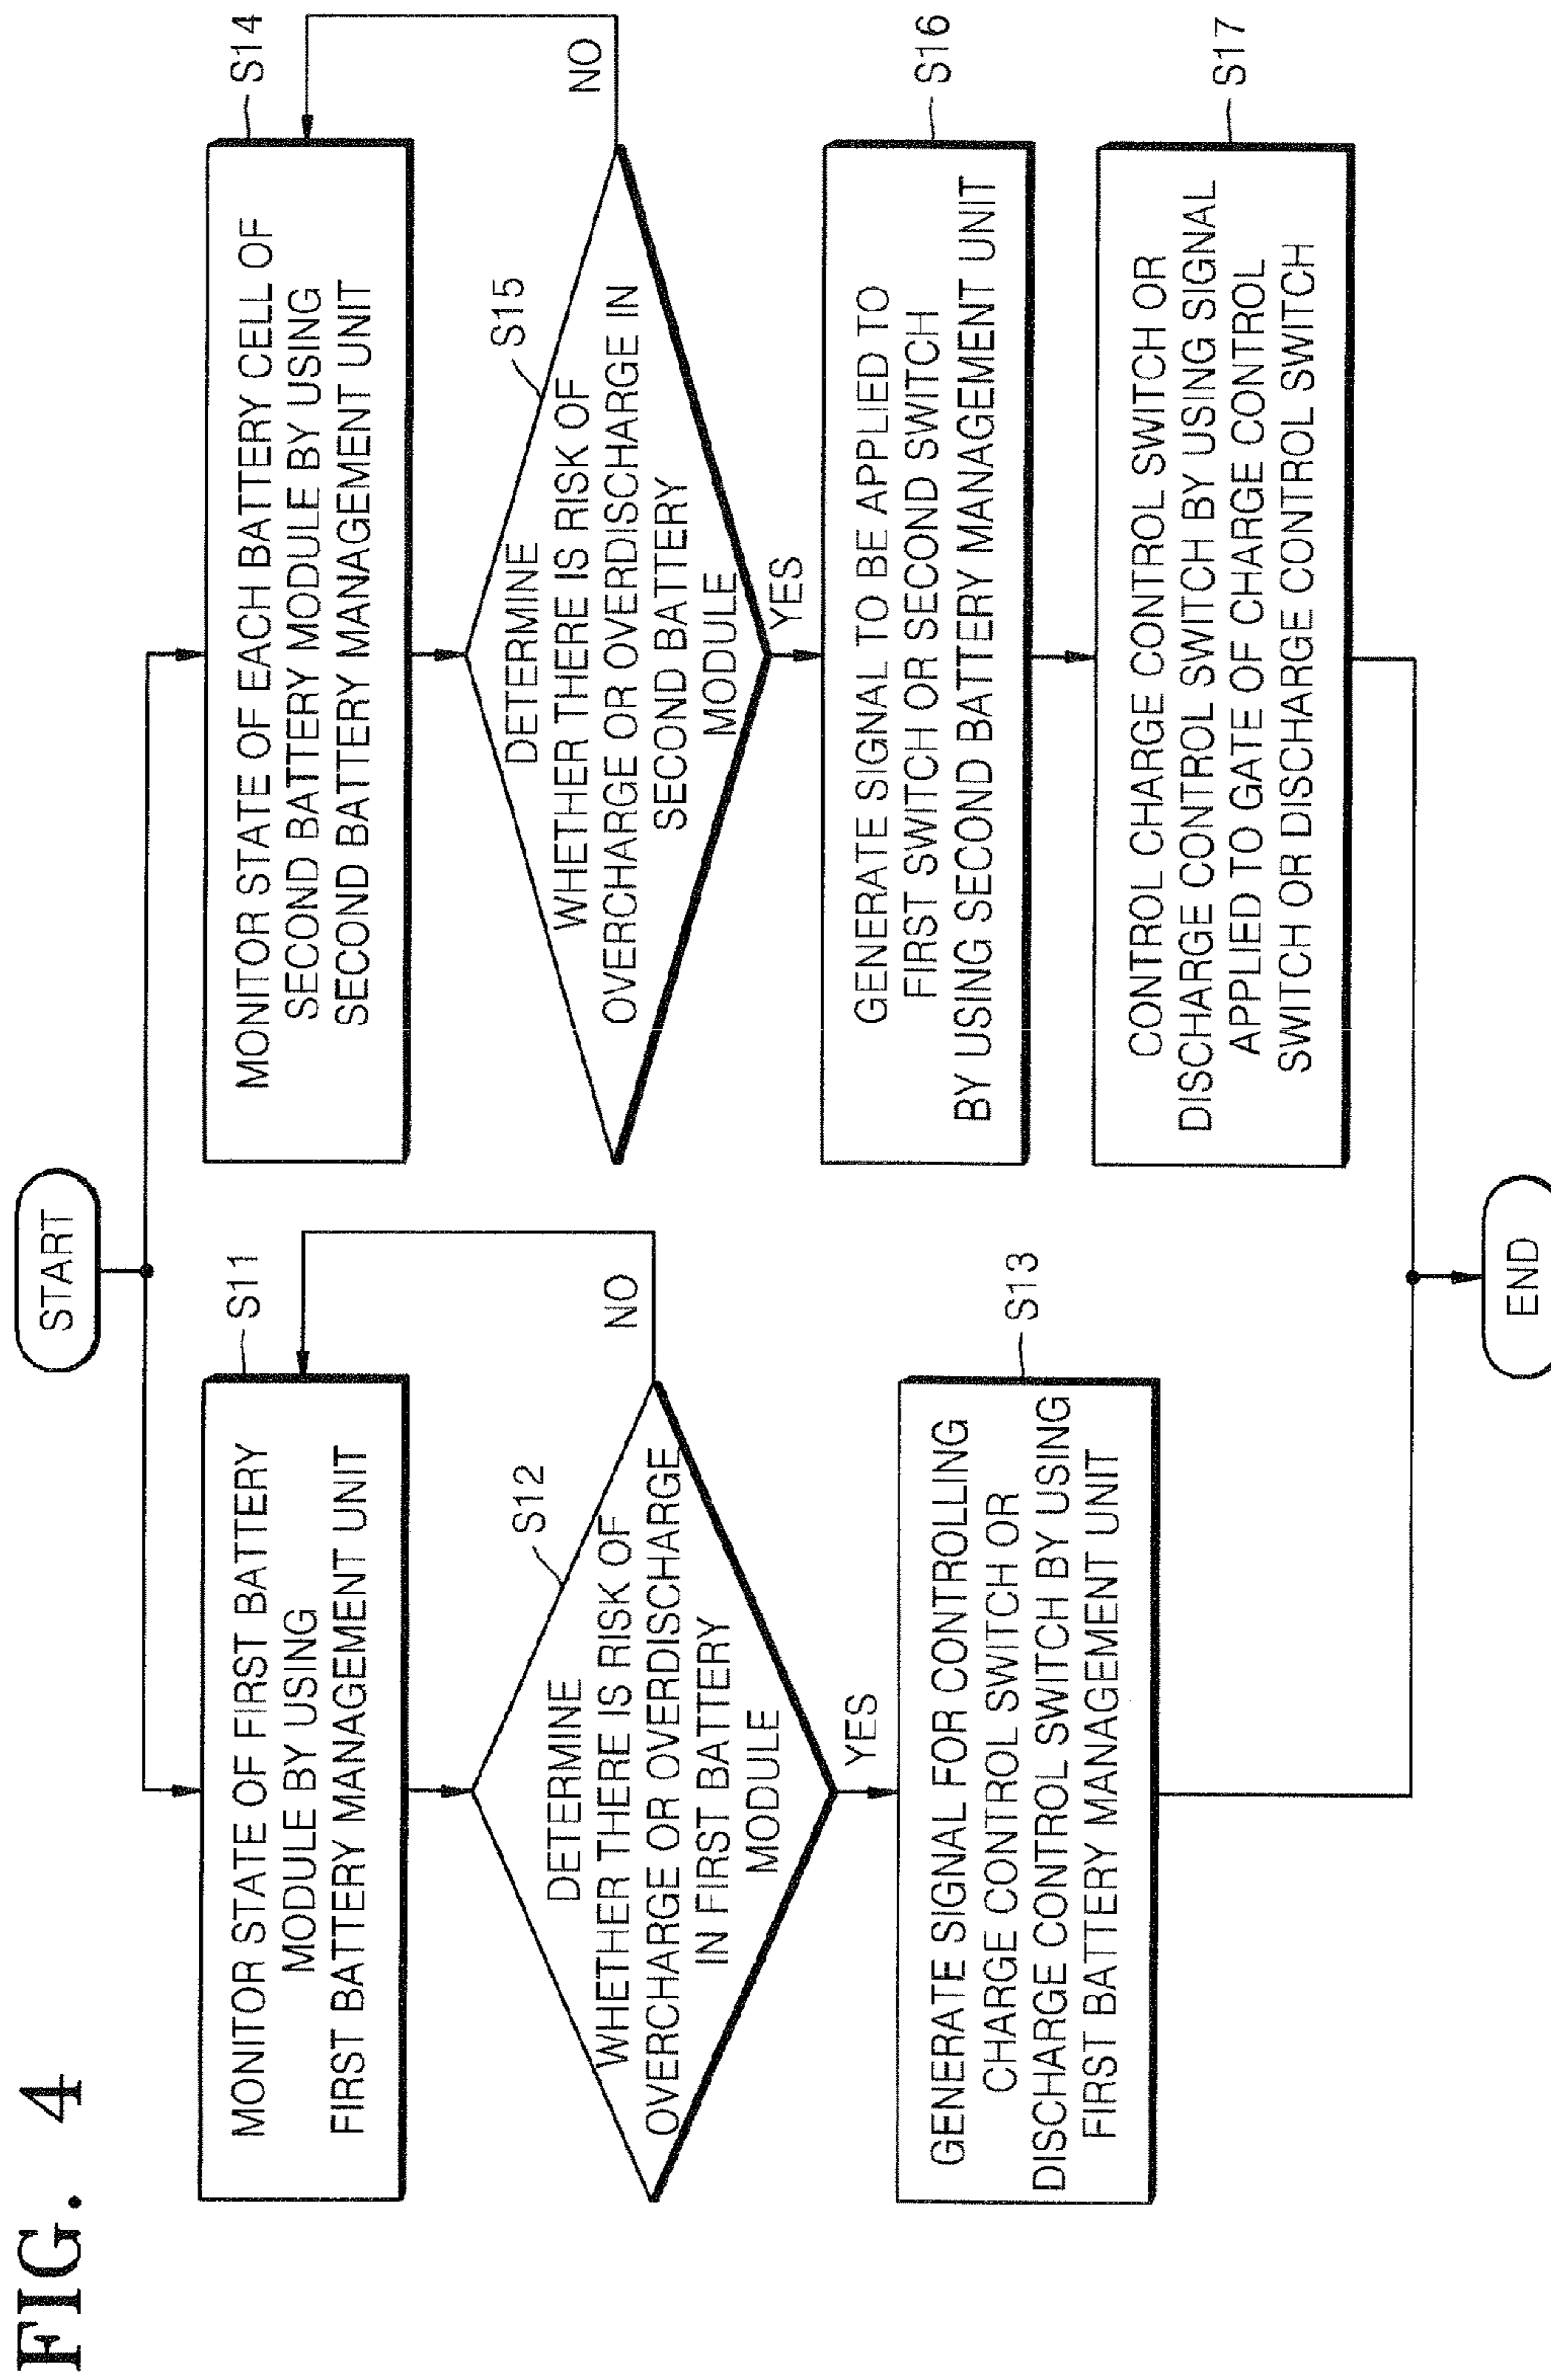 FIG. 4
START
S11
MONITOR STATE OF FIRST BATTERY
MODULE BY USING
FIRST BATTERY MANAGEMENT UNIT
S12
DETERMINE
WHETHER THERE IS RISK OF
OVERCHARGE OR OVERDISCHARGE
IN FIRST BATTERY
MODULE
NO
YES
S13
GENERATE SIGNAL FOR CONTROLLING
CHARGE CONTROL SWITCH OR
DISCHARGE CONTROL SWITCH BY USING
FIRST BATTERY MANAGEMENT UNIT
S14
MONITOR STATE OF EACH BATTERY CELL OF
SECOND BATTERY MODULE BY USING
SECOND BATTERY MANAGEMENT UNIT
S15
DETERMINE
WHETHER THERE IS RISK OF
OVERCHARGE OR OVERDISCHARGE IN
SECOND BATTERY
MODULE
NO
YES
S16
GENERATE SIGNAL TO BE APPLIED TO
FIRST SWITCH OR SECOND SWITCH
BY USING SECOND BATTERY MANAGEMENT UNIT
S17
CONTROL CHARGE CONTROL SWITCH OR
DISCHARGE CONTROL SWITCH BY USING SIGNAL
APPLIED TO GATE OF CHARGE CONTROL
SWITCH OR DISCHARGE CONTROL SWITCH
END